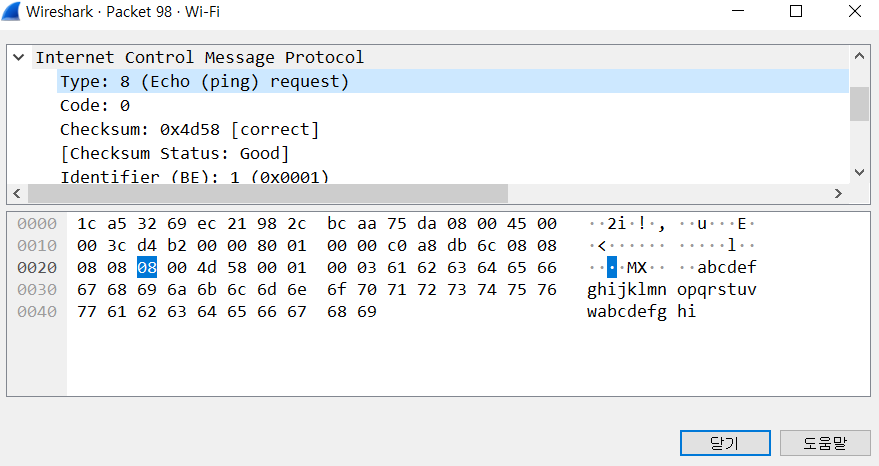 Wireshark · Packet 98 · Wi-Fi
Internet Control Message Protocol
Type: 8 (Echo (ping) request)
Code: 0
Checksum: 0x4d58 [correct]
[Checksum Status: Good]
Identifier (BE): 1 (0x0001)
0000 1c a5 32 69 ec 21 98 2c bc aa 75 da 08 00 45 00 ··2i·!·, ··u···E·
0010 00 3c d4 b2 00 00 80 01 00 00 c0 a8 db 6c 08 08 ·<······ ·····l··
0020 08 08 08 00 4d 58 00 01 00 03 61 62 63 64 65 66 ····MX·· ··abcdef
0030 67 68 69 6a 6b 6c 6d 6e 6f 70 71 72 73 74 75 76 ghijklmn opqrstuv
0040 77 61 62 63 64 65 66 67 68 69 wabcdefg hi
닫기 도움말